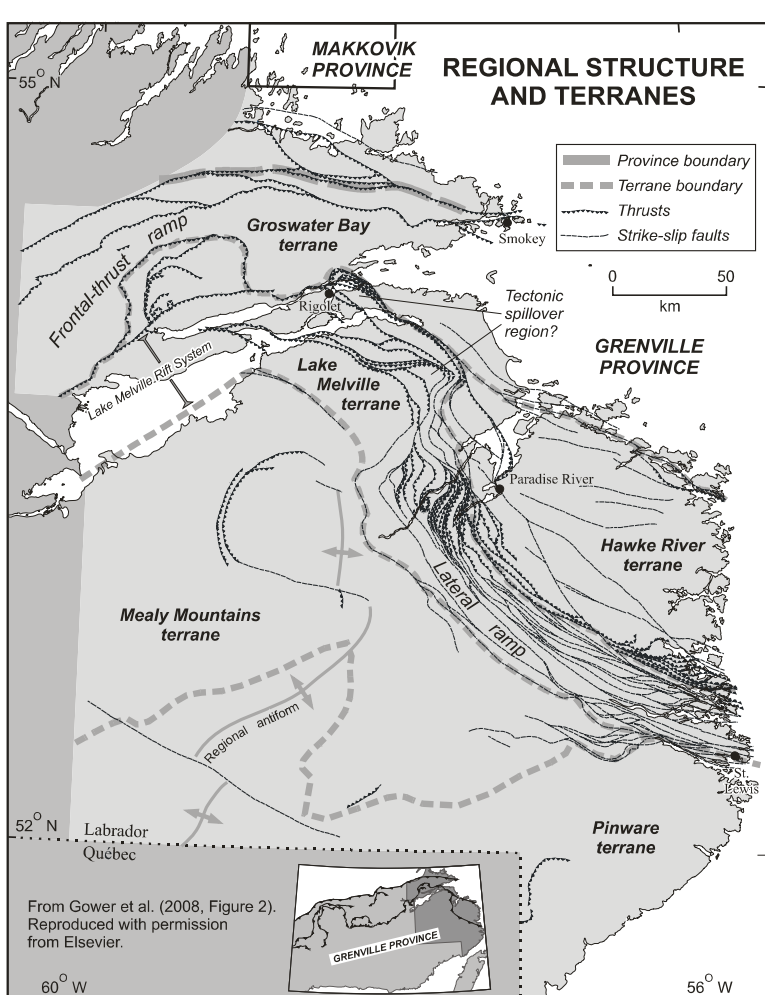 MAKKOVIK
PROVINCE
REGIONAL STRUCTURE
AND TERRANES
55° N
Province boundary
Terrane boundary
Thrusts
Strike-slip faults
Groswater Bay
terrane
Smokey
Frontal-thrust ramp
0 50
km
Rigolet
Tectonic
spillover
region?
GRENVILLE
PROVINCE
Lake Melville Rift System
Lake
Melville
terrane
Paradise River
Hawke River
terrane
Lateral ramp
Mealy Mountains
terrane
Regional antiform
St.
Lewis
52° N
Labrador
Québec
Pinware
terrane
From Gower et al. (2008, Figure 2).
Reproduced with permission
from Elsevier.
GRENVILLE PROVINCE
60° W
56° W